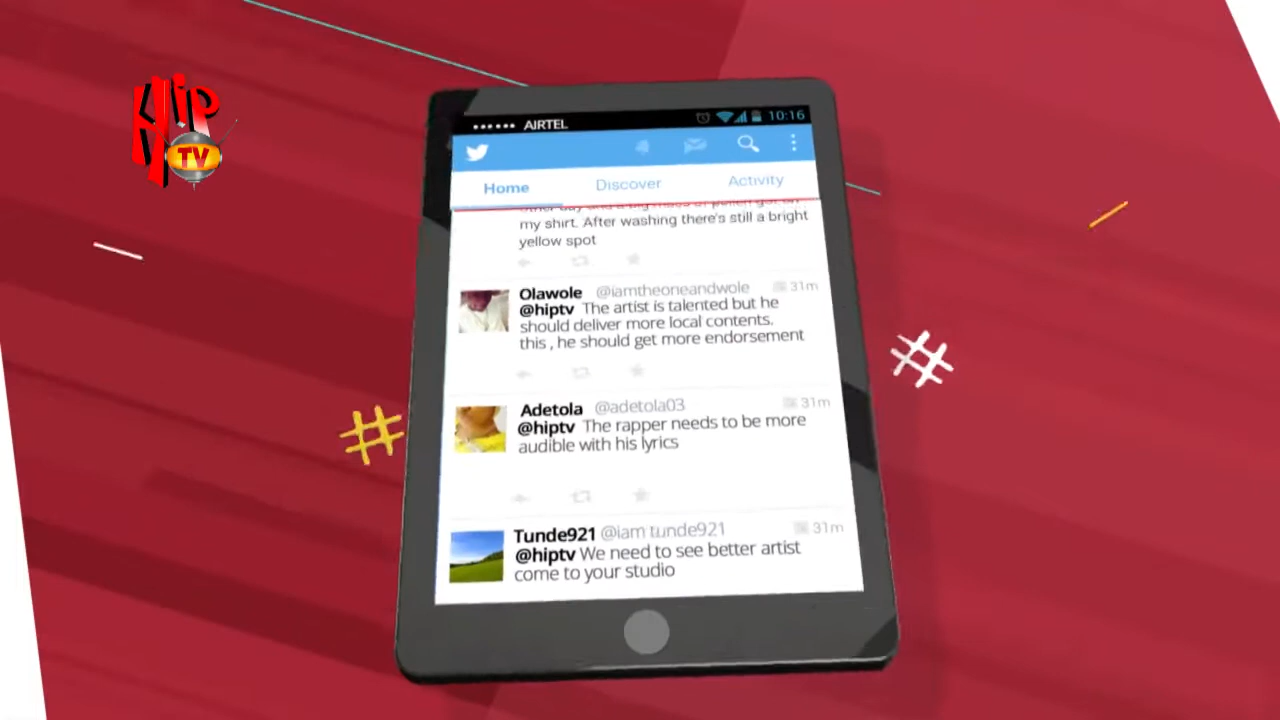 HiP
TV
AIRTEL
10:16
Home
Discover
Activity
my shirt. After washing there's still a bright
yellow spot
Olawole @iamtheoneandwole 31m
@hiptv The artist is talented but he
should deliver more local contents.
this , he should get more endorsement
Adetola @adetola03 31m
@hiptv The rapper needs to be more
audible with his lyrics
Tunde921 @iam tunde921 31m
@hiptv We need to see better artist
come to your studio